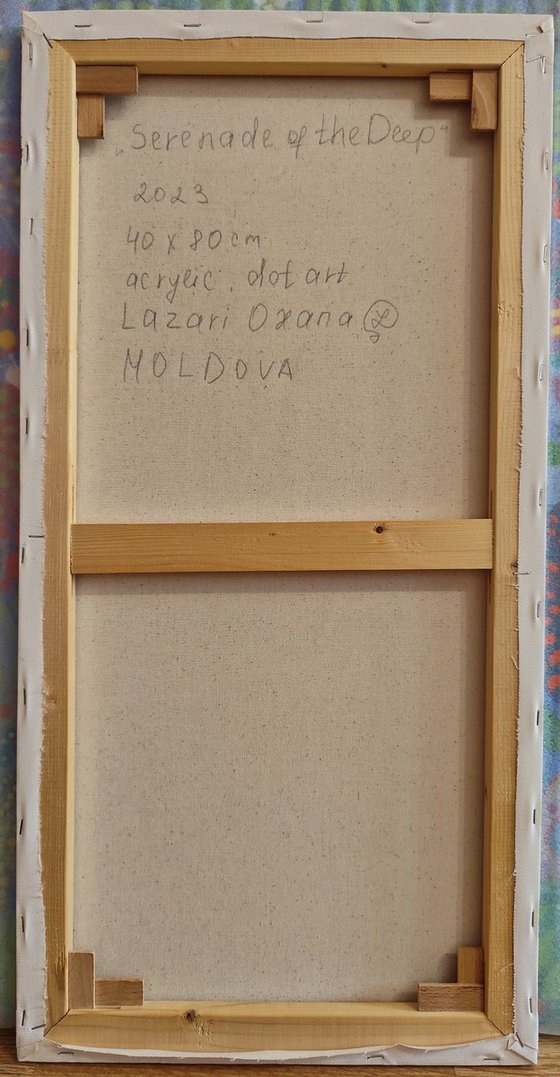 „Serenade of the Deep"
2023
40 x 80 cm
acrylic, dot art
Lazari Oxana L
MOLDOVA